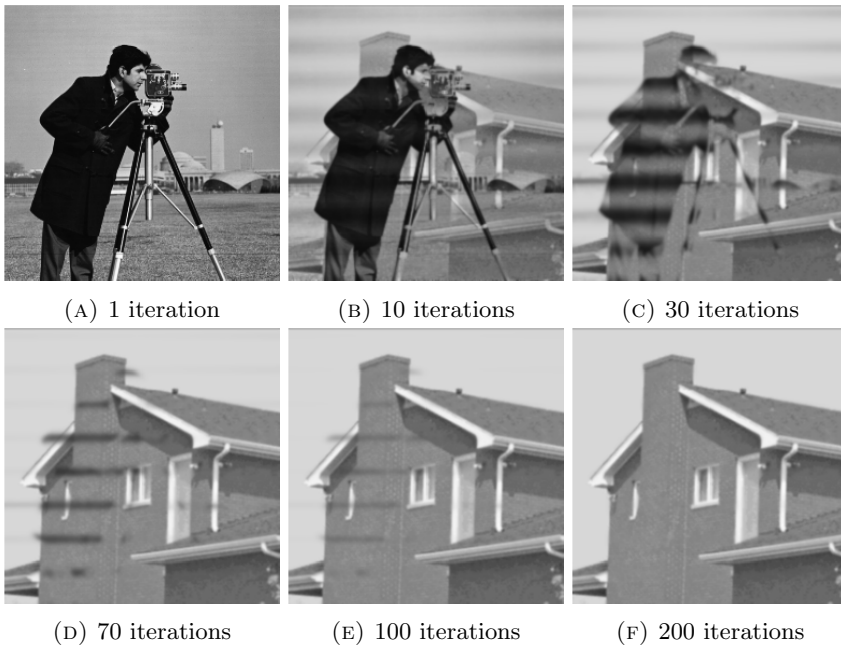 (A) 1 iteration
(B) 10 iterations
(C) 30 iterations
(D) 70 iterations
(E) 100 iterations
(F) 200 iterations